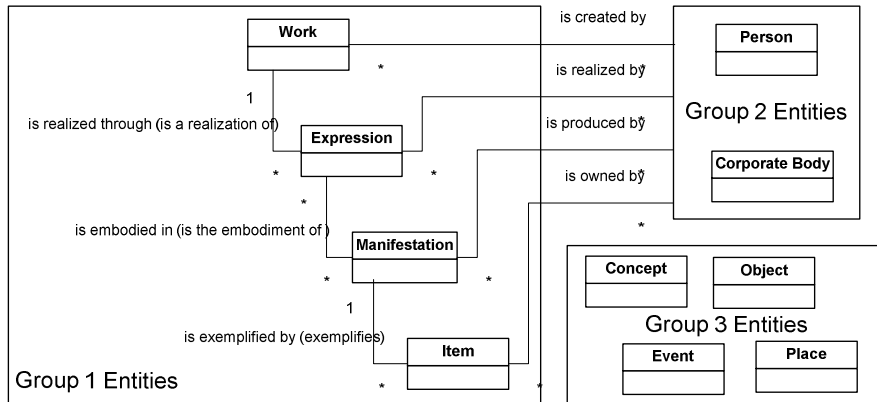 is created by
Work
Person
*
is realized by
*
1
Group 2 Entities
is realized through (is a realization of)
is produced by
*
Expression
Corporate Body
*
*
is owned by
*
*
is embodied in (is the embodiment of )
*
Manifestation
Concept
Object
*
*
1
Group 3 Entities
is exemplified by (exemplifies)
Item
Event
Place
Group 1 Entities
*
*